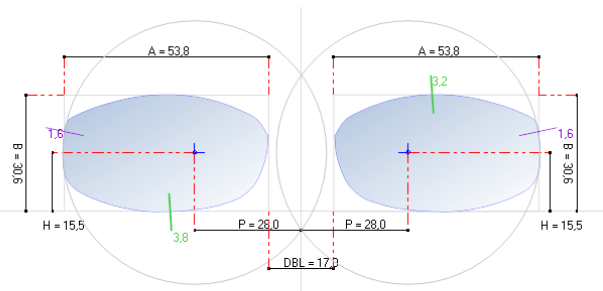 A = 53,8
A = 53,8
3,2
1,6
1,6
B = 30,6
B = 30,6
H = 15,5
P = 28,0
P = 28,0
H = 15,5
3,8
DBL = 17,0